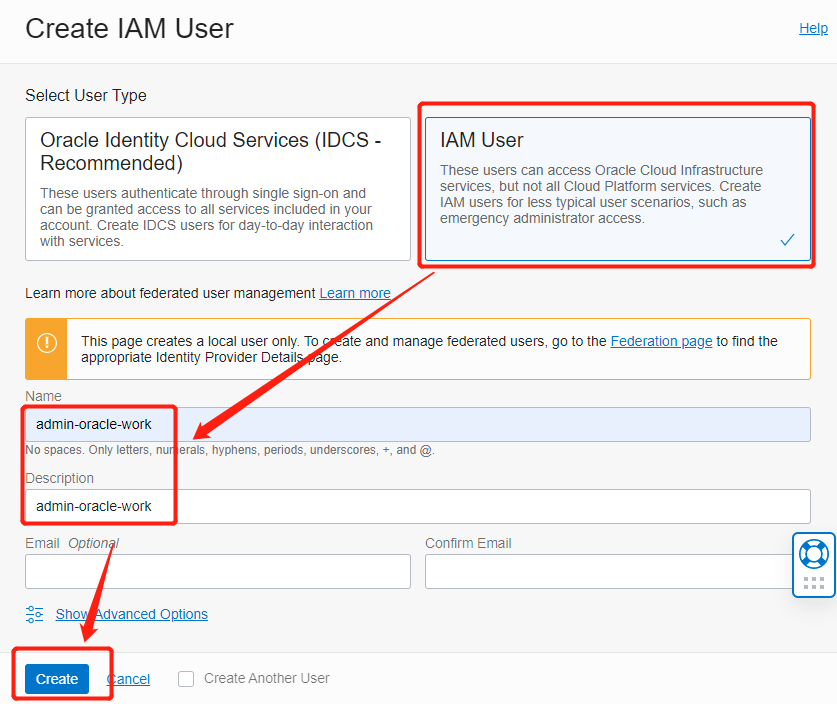 Create IAM User
Help
Select User Type
Oracle Identity Cloud Services (IDCS -
Recommended)
These users authenticate through single sign-on and
can be granted access to all services included in your
account. Create IDCS users for day-to-day interaction
with services.
IAM User
These users can access Oracle Cloud Infrastructure
services, but not all Cloud Platform services. Create
IAM users for less typical user scenarios, such as
emergency administrator access.
Learn more about federated user management Learn more
This page creates a local user only. To create and manage federated users, go to the Federation page to find the
appropriate Identity Provider Details page.
Name
admin-oracle-work
No spaces. Only letters, numerals, hyphens, periods, underscores, +, and @.
Description
admin-oracle-work
Email Optional
Confirm Email
Show Advanced Options
Create
Cancel
Create Another User